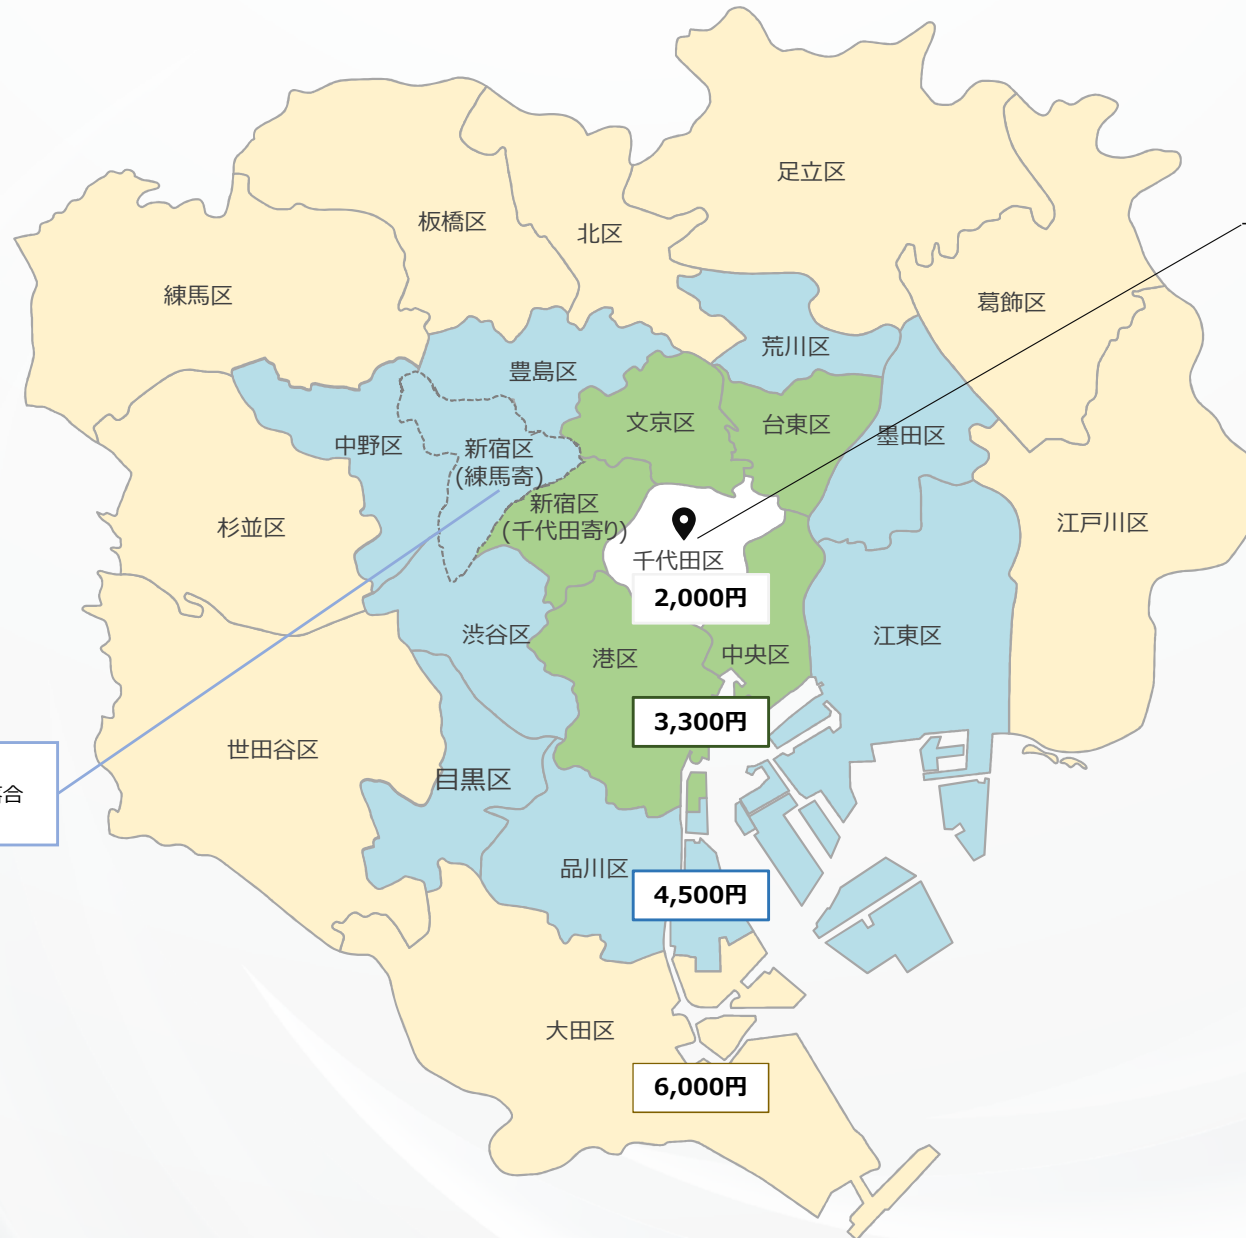 足立区
板橋区
北区
練馬区
葛飾区
荒川区
豊島区
文京区
台東区
墨田区
中野区
新宿区
(練馬寄)
新宿区
(千代田寄り)
杉並区
江戸川区
千代田区
2,000円
渋谷区
港区
中央区
江東区
3,300円
世田谷区
目黒区
合
品川区
4,500円
大田区
6,000円